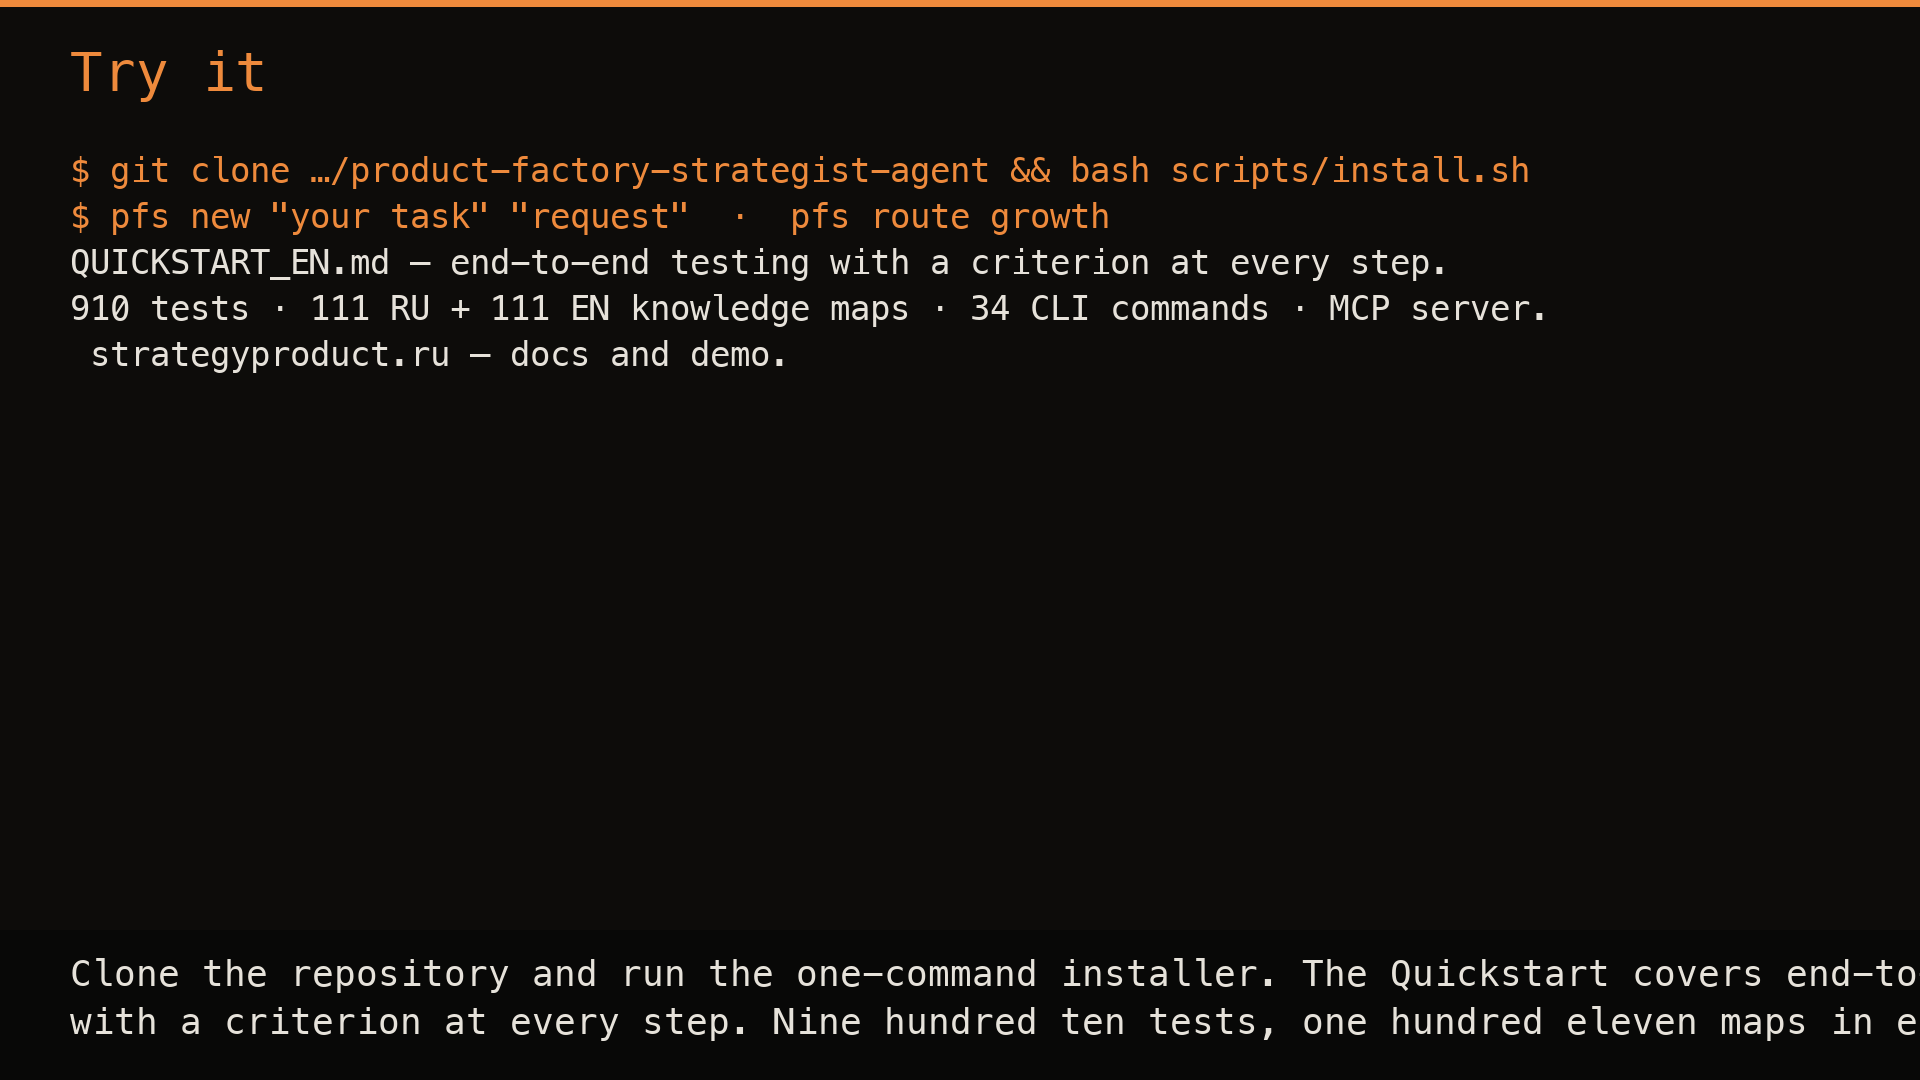 Try it
$ git clone …/product-factory-strategist-agent && bash scripts/install.sh
$ pfs new "your task" "request"  ·  pfs route growth
QUICKSTART_EN.md — end-to-end testing with a criterion at every step.
910 tests · 111 RU + 111 EN knowledge maps · 34 CLI commands · MCP server.
strategyproduct.ru — docs and demo.
Clone the repository and run the one-command installer. The Quickstart covers end-to
with a criterion at every step. Nine hundred ten tests, one hundred eleven maps in e